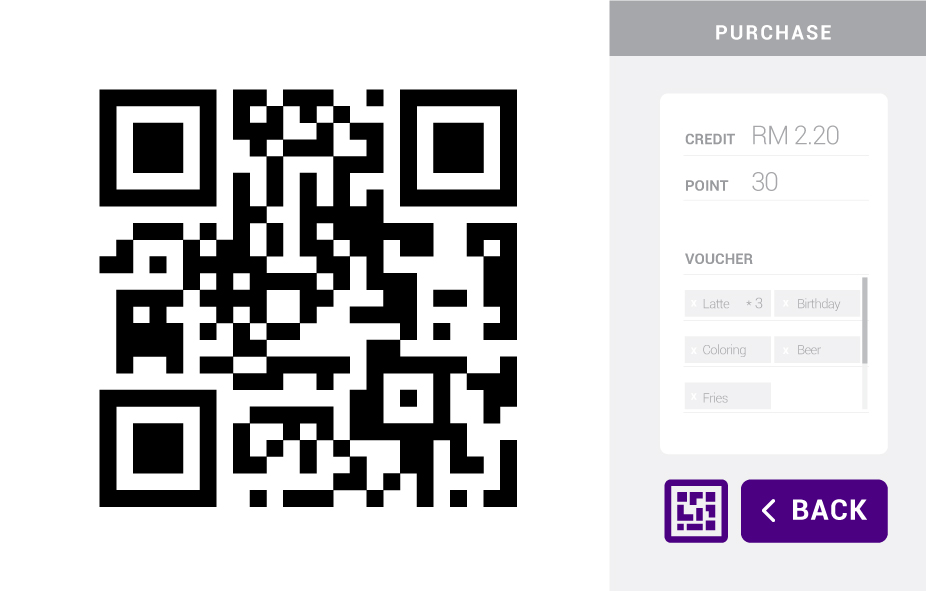 PURCHASE
CREDIT RM 2.20
POINT 30
VOUCHER
x Latte * 3 x Birthday
x Coloring x Beer
x Fries
< BACK